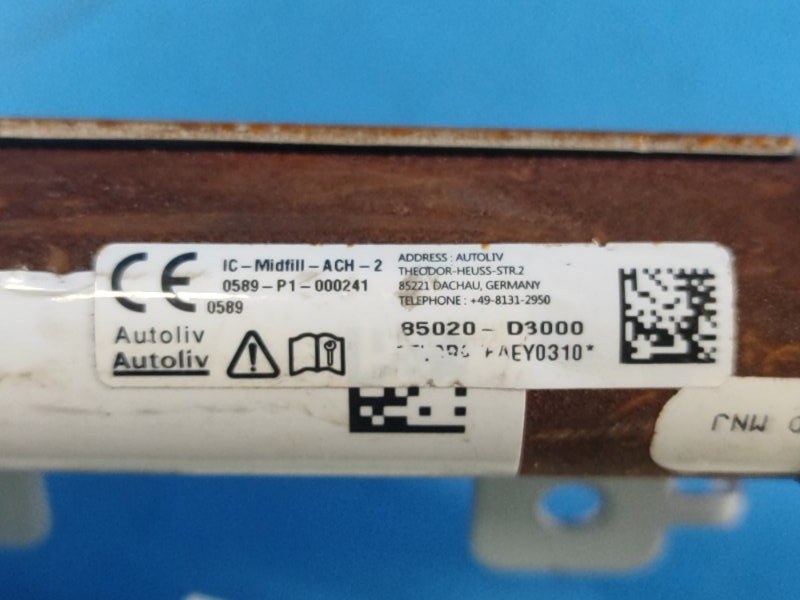 CE
0589
IC-Midfill-ACH-2
0589-P1-000241
Autoliv
Autoliv
ADDRESS : AUTOLIV
THEODOR-HEUSS-STR.2
85221 DACHAU, GERMANY
TELEPHONE : +49-8131-2950
85020 - D3000
MNJ